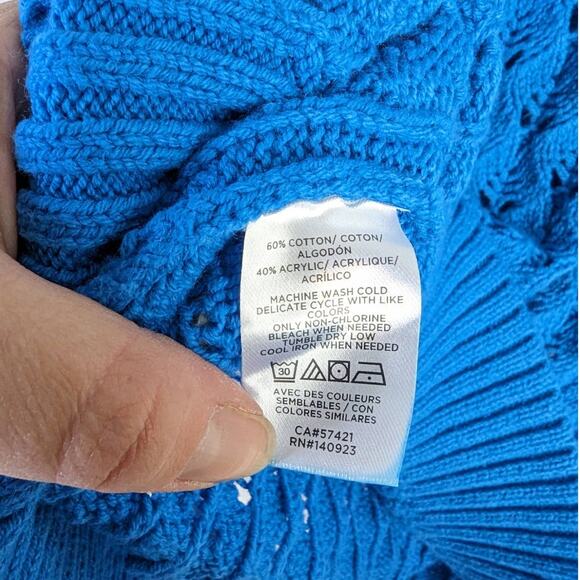 60% COTTON/ COTON/
ALGODÓN
40% ACRYLIC/ ACRYLIQUE/
ACRÍLICO
MACHINE WASH COLD
DELICATE CYCLE WITH LIKE
COLORS
ONLY NON-CHLORINE
BLEACH WHEN NEEDED
TUMBLE DRY LOW
COOL IRON WHEN NEEDED
30
AVEC DES COULEURS
SEMBLABLES / CON
COLORES SIMILARES
CA#57421
RN#140923